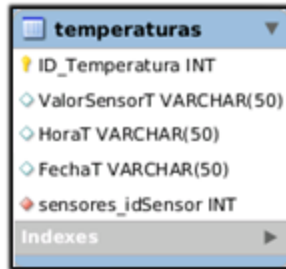 temperaturas
ID_Temperatura INT
ValorSensorT VARCHAR(50)
HoraT VARCHAR(50)
FechaT VARCHAR(50)
sensores_idSensor INT
Indexes